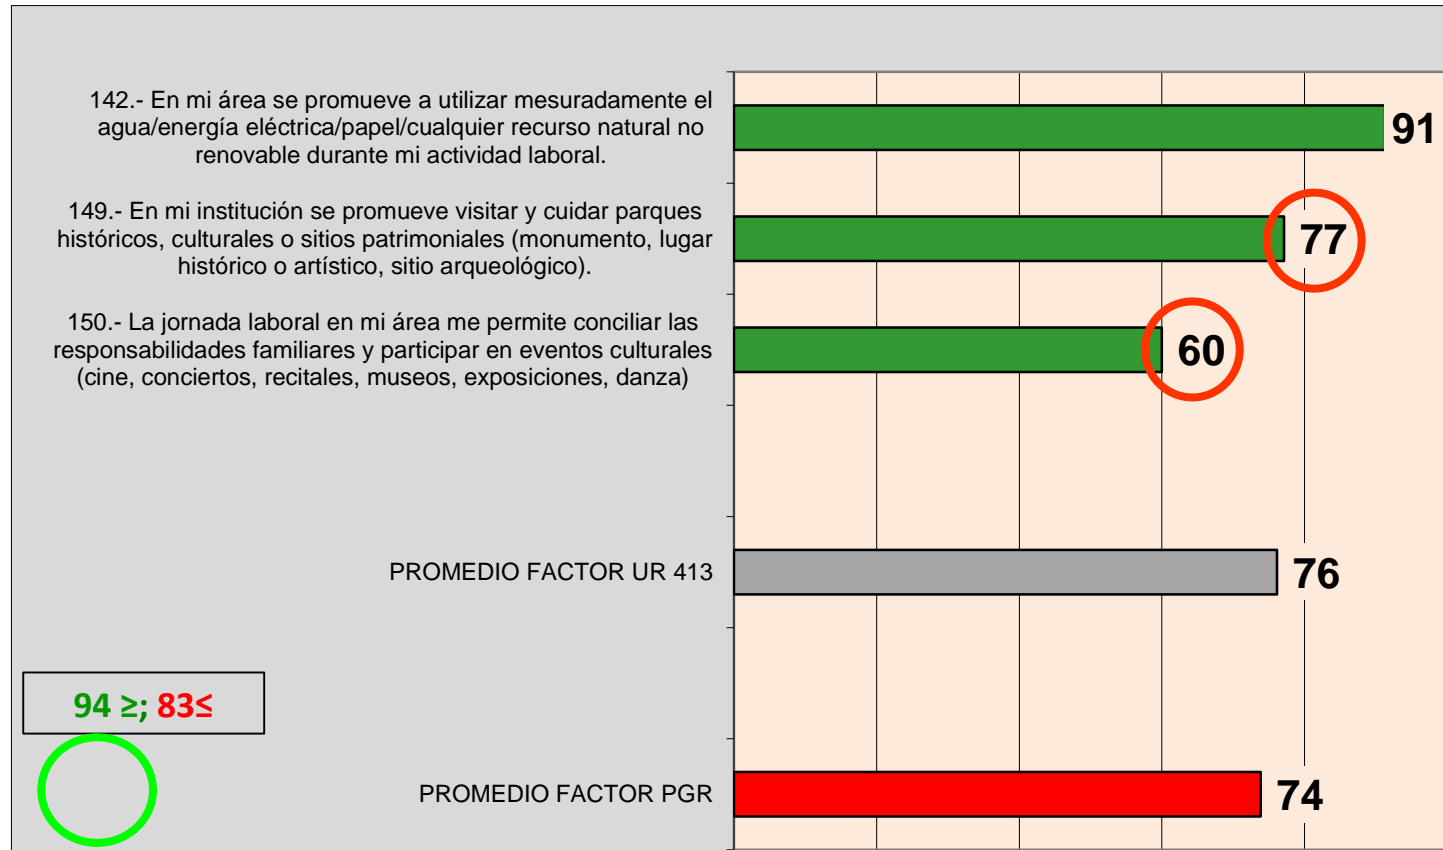 142.- En mi área se promueve a utilizar mesuradamente el
agua/energía eléctrica/papel/cualquier recurso natural no
renovable durante mi actividad laboral.
91
149.- En mi institución se promueve visitar y cuidar parques
históricos, culturales o sitios patrimoniales (monumento, lugar
histórico o artístico, sitio arqueológico).
77
150.- La jornada laboral en mi área me permite conciliar las
responsabilidades familiares y participar en eventos culturales
(cine, conciertos, recitales, museos, exposiciones, danza)
60
PROMEDIO FACTOR UR 413
76
94 ≥; 83≤
PROMEDIO FACTOR PGR
74